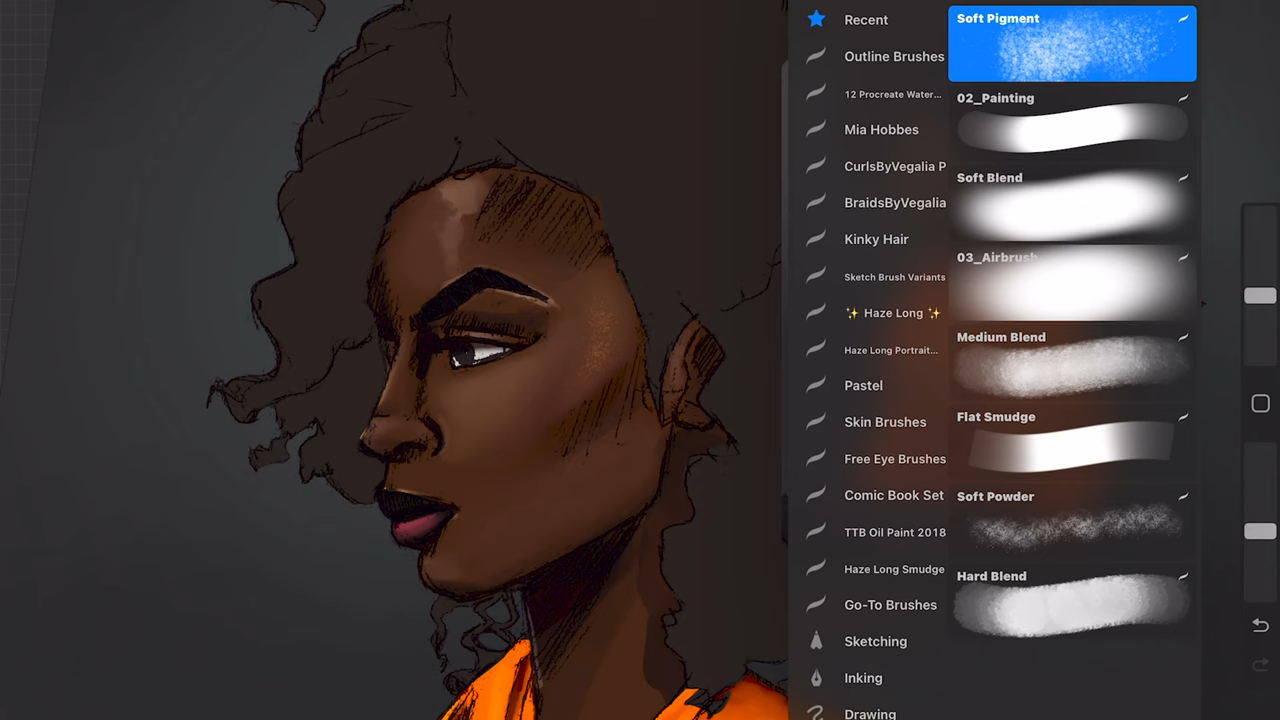 Recent
Outline Brushes
12 Procreate Water...
Mia Hobbes
CurlsByVegalia P
BraidsByVegalia
Kinky Hair
Sketch Brush Variants
✨ Haze Long ✨
Haze Long Portrait...
Pastel
Skin Brushes
Free Eye Brushes
Comic Book Set
TTB Oil Paint 2018
Haze Long Smudge
Go-To Brushes
Sketching
Inking
Drawing
Soft Pigment
02_Painting
Soft Blend
03_Airbrush
Medium Blend
Flat Smudge
Soft Powder
Hard Blend